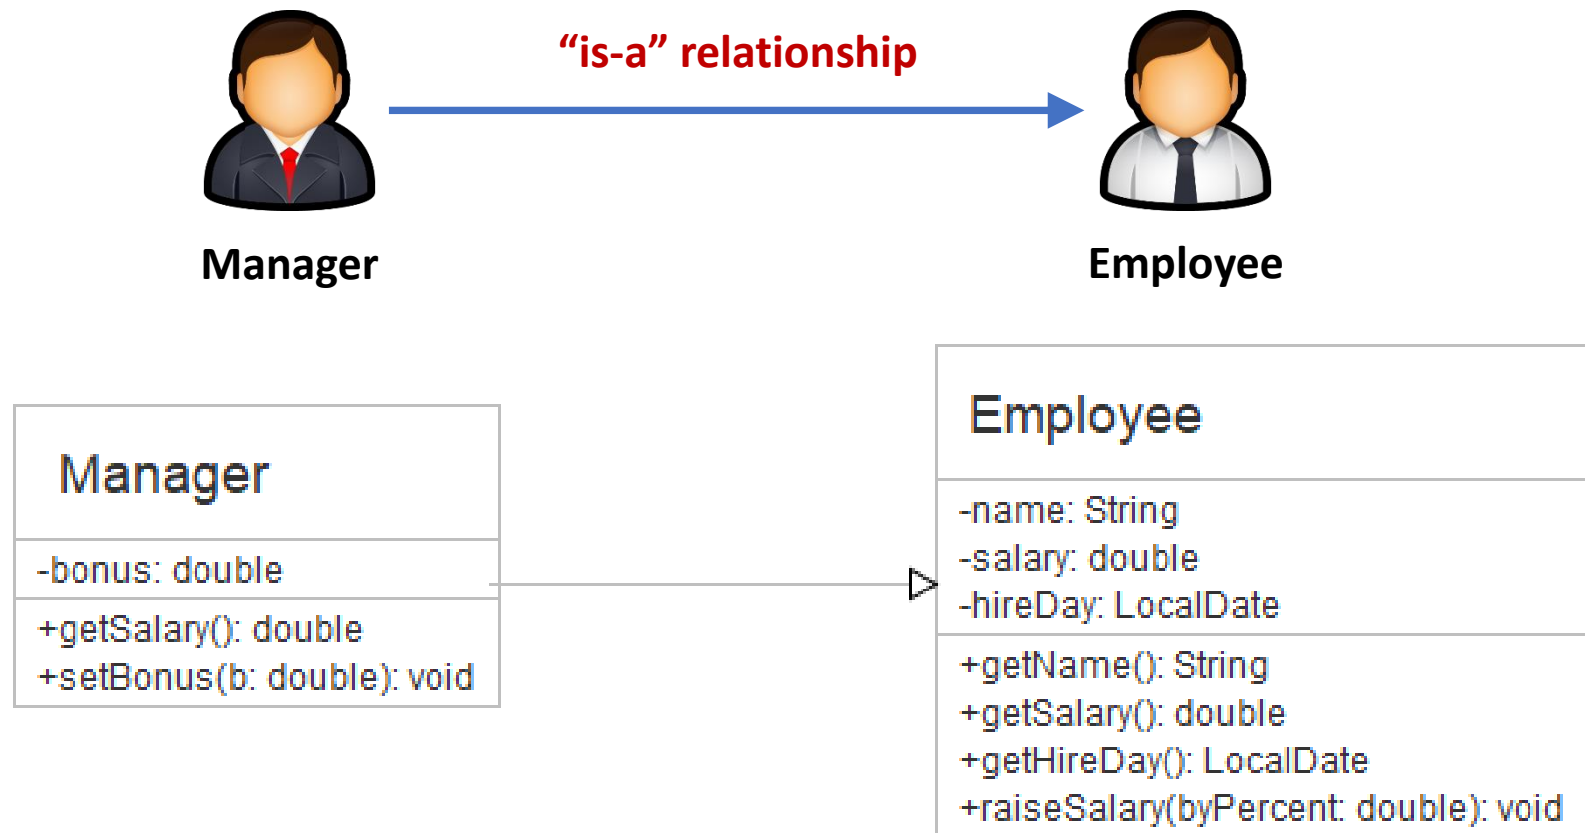 “is-a” relationship
Manager
Employee
Manager
-bonus: double
+getSalary(): double
+setBonus(b: double): void
Employee
-name: String
-salary: double
-hireDay: LocalDate
+getName(): String
+getSalary(): double
+getHireDay(): LocalDate
+raiseSalary(byPercent: double): void